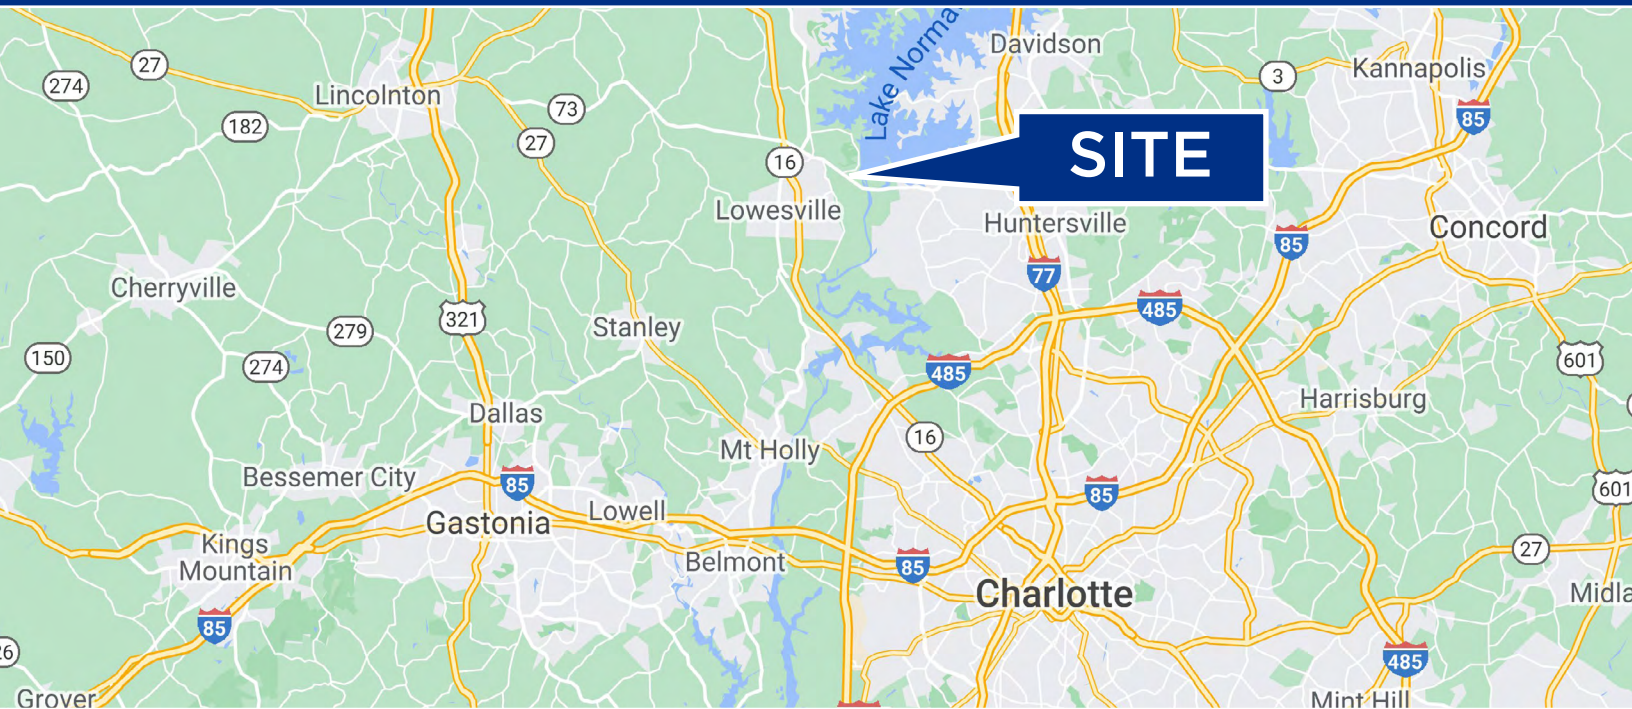 Lake Norma
Davidson
27
274
3
Kannapolis
Lincolnton
73
85
182
27
SITE
16
Lowesville
Huntersville
Concord
85
77
Cherryville
485
321
Stanley
279
150
601
274
485
Harrisburg
Dallas
16
Mt Holly
Bessemer City
85
85
601
Lowell
Gastonia
Kings
Mountain
27
Belmont
85
Charlotte
Midla
85
26
485
Grover
Mint Hill